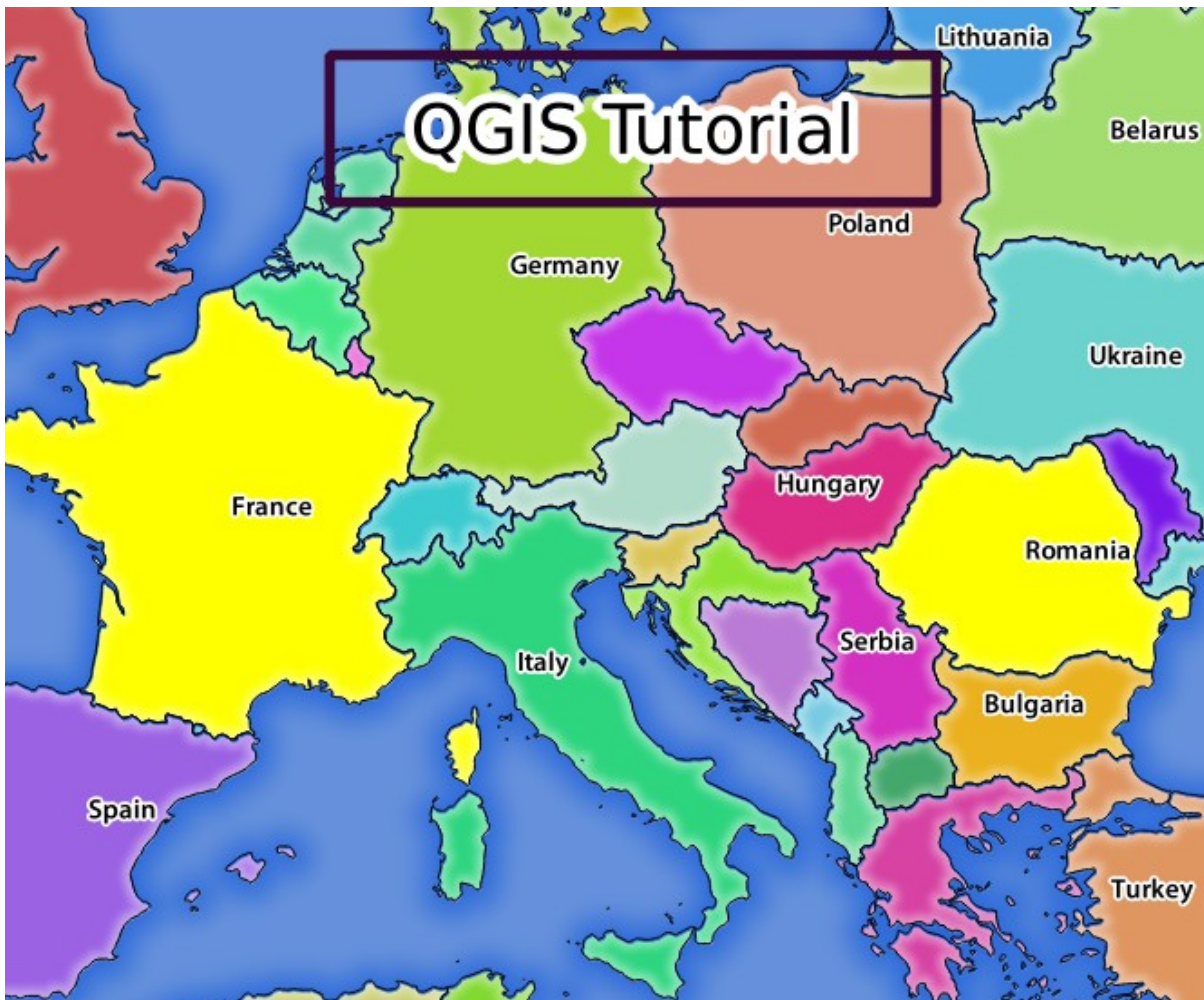 Lithuania
QGIS Tutorial
Belarus
Poland
Germany
Ukraine
Hungary
France
Romania
Serbia
Italy
Bulgaria
Spain
Turkey